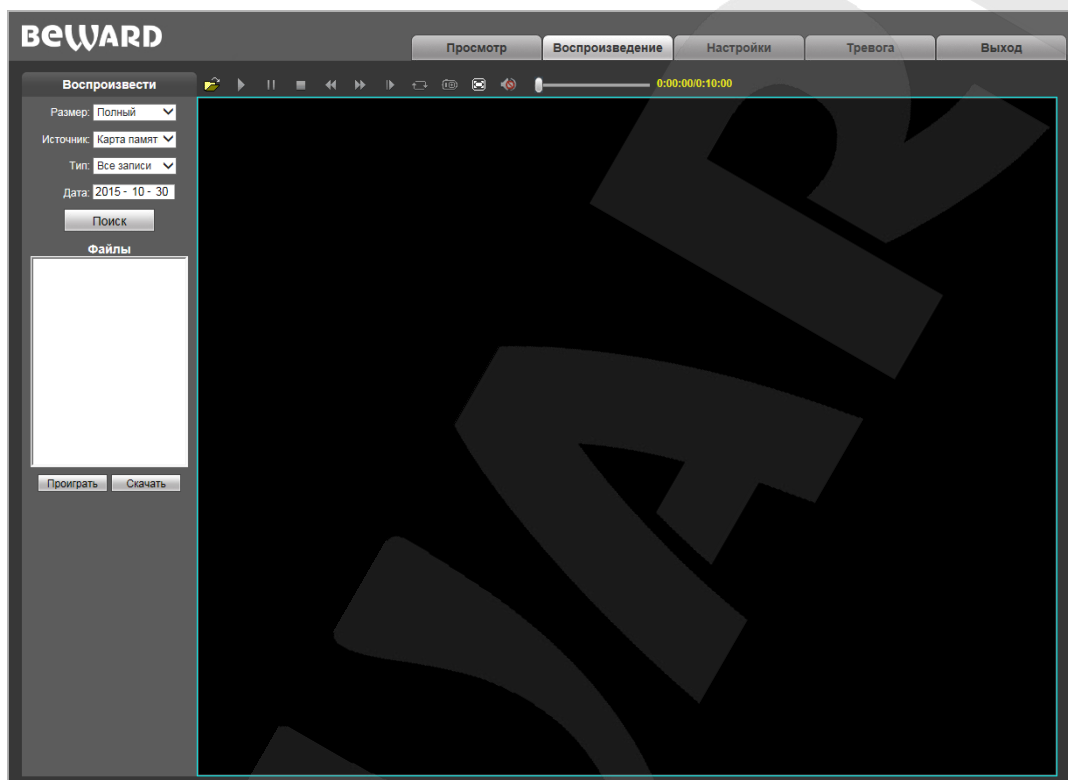 BEWARD
Просмотр
Воспроизведение
Настройки
Тревога
Выход
Воспроизвести
0:00:00/0:10:00
Размер: Полный
Источник: Карта памят
Тип: Все записи
Дата: 2015 - 10 - 30
Поиск
Файлы
Проиграть
Скачать